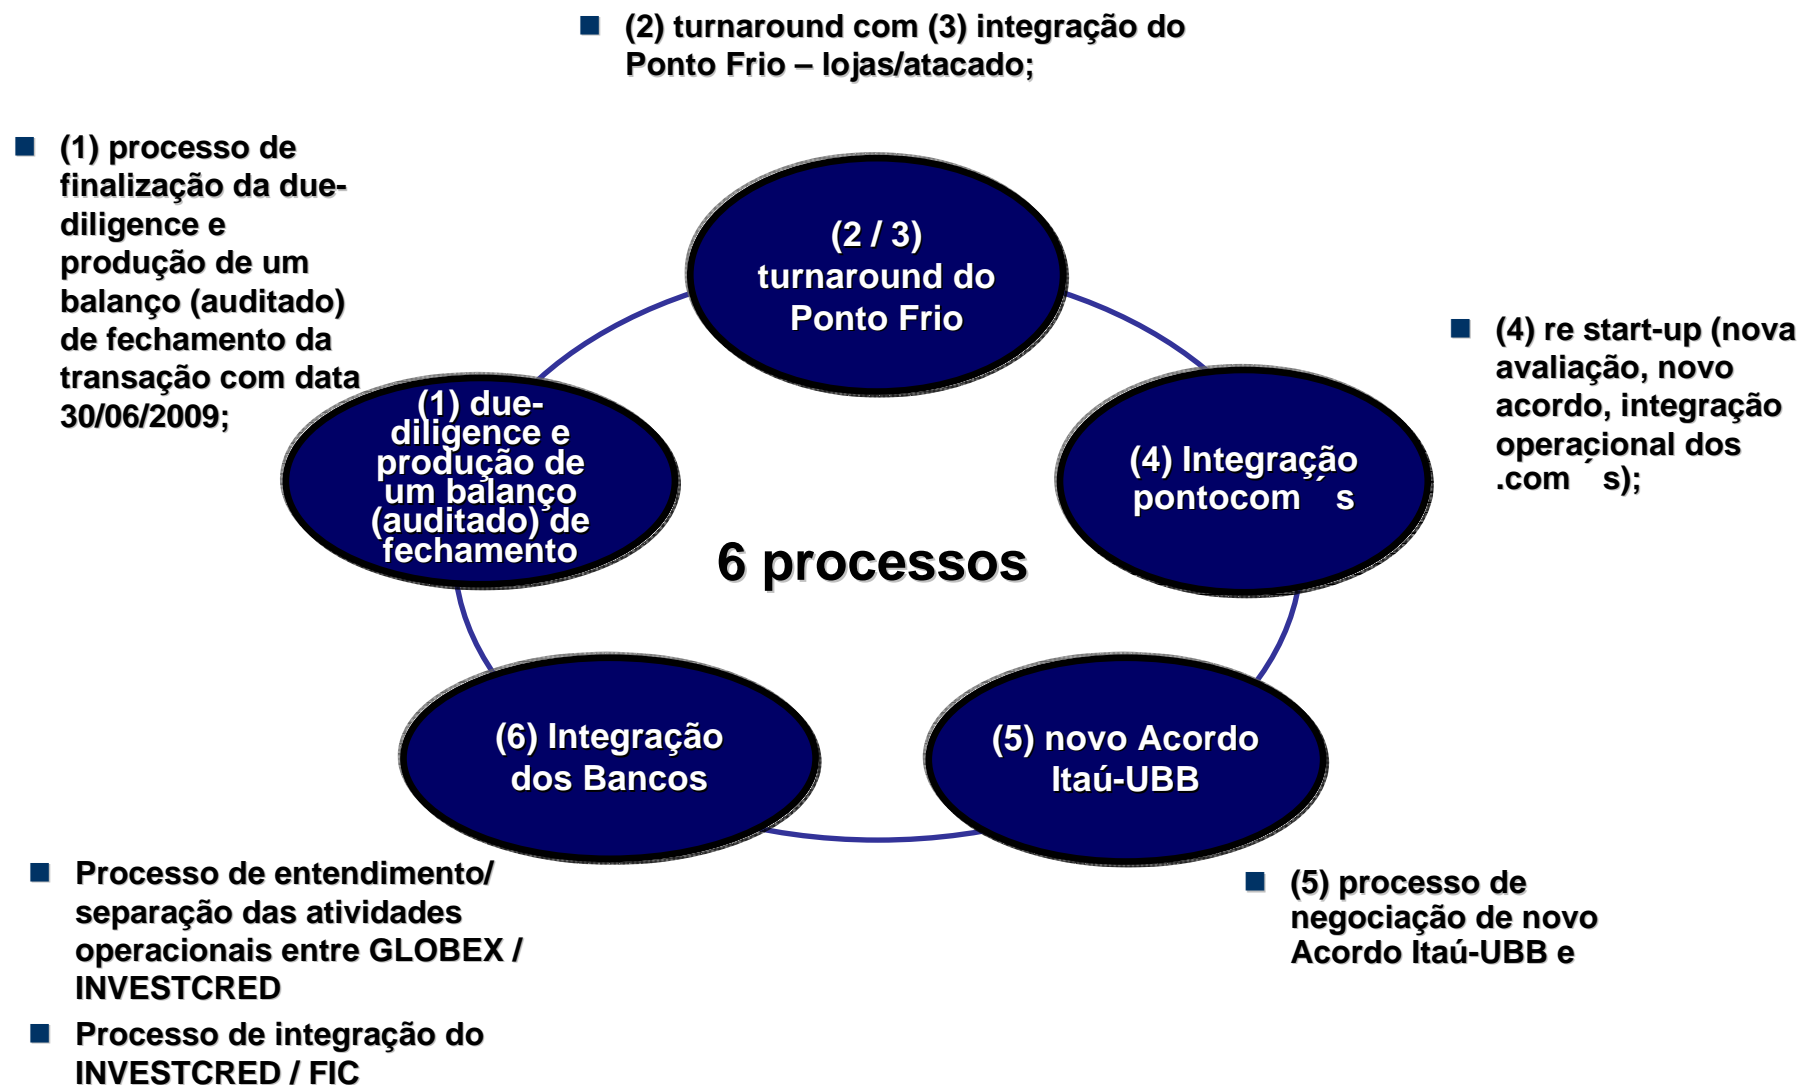 (2) turnaround com (3) integração do
Ponto Frio – lojas/atacado;
(1) processo de
finalização da due-
diligence e
produção de um
balanço (auditado)
de fechamento da
transação com data
30/06/2009;
(2 / 3)
turnaround do
Ponto Frio
(4) re start-up (nova
avaliação, novo
acordo, integração
operacional dos
.com ´s);
(1) due-
diligence e
produção de
um balanço
(auditado) de
fechamento
(4) Integração
pontocom ´s
6 processos
(6) Integração
dos Bancos
(5) novo Acordo
Itaú-UBB
Processo de entendimento/
separação das atividades
operacionais entre GLOBEX /
INVESTCRED
Processo de integração do
INVESTCRED / FIC
(5) processo de
negociação de novo
Acordo Itaú-UBB e